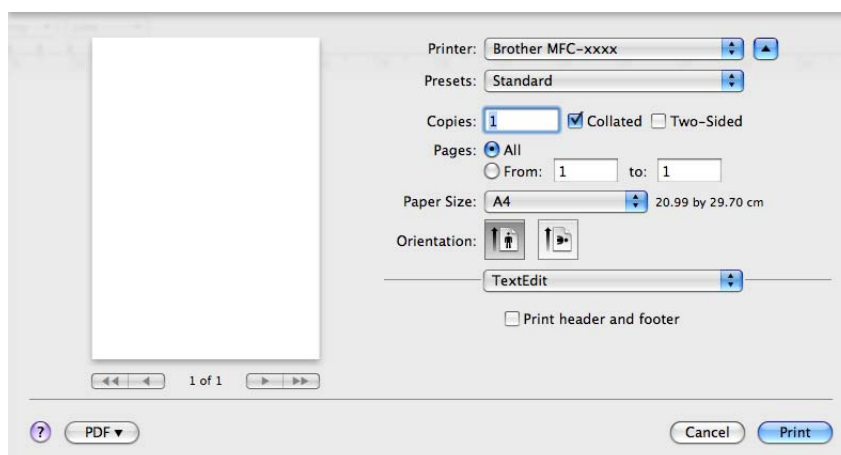 Printer: Brother MFC-xxxx
Presets: Standard
Copies: 1 Collated Two-Sided
Pages: All
From: 1 to: 1
Paper Size: A4 20.99 by 29.70 cm
Orientation:
TextEdit
Print header and footer
1 of 1
? PDF Cancel Print